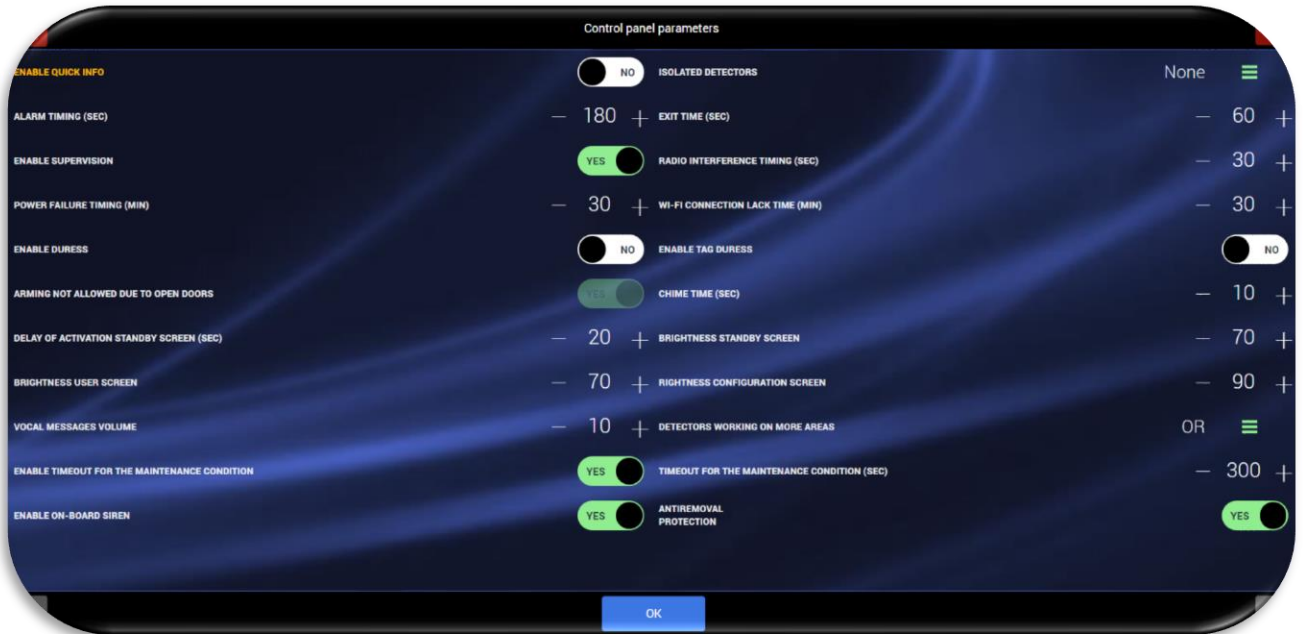 Control panel parameters
ENABLE QUICK INFO NO ISOLATED DETECTORS None
ALARM TIMING (SEC) — 180 + EXIT TIME (SEC) — 60 +
ENABLE SUPERVISION YES RADIO INTERFERENCE TIMING (SEC) — 30 +
POWER FAILURE TIMING (MIN) — 30 + WI-FI CONNECTION LACK TIME (MIN) — 30 +
ENABLE DURESS NO ENABLE TAG DURESS NO
ARMING NOT ALLOWED DUE TO OPEN DOORS YES CHIME TIME (SEC) — 10 +
DELAY OF ACTIVATION STANDBY SCREEN (SEC) — 20 + BRIGHTNESS STANDBY SCREEN — 70 +
BRIGHTNESS USER SCREEN — 70 + RIGHTNESS CONFIGURATION SCREEN — 90 +
VOCAL MESSAGES VOLUME — 10 + DETECTORS WORKING ON MORE AREAS OR
ENABLE TIMEOUT FOR THE MAINTENANCE CONDITION YES TIMEOUT FOR THE MAINTENANCE CONDITION (SEC) — 300 +
ENABLE ON-BOARD SIREN YES ANTIREMOVAL
PROTECTION YES
OK